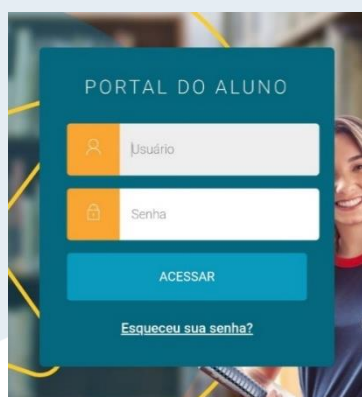 PORTAL DO ALUNO
Usuário
Senha
ACESSAR
Esqueceu sua senha?